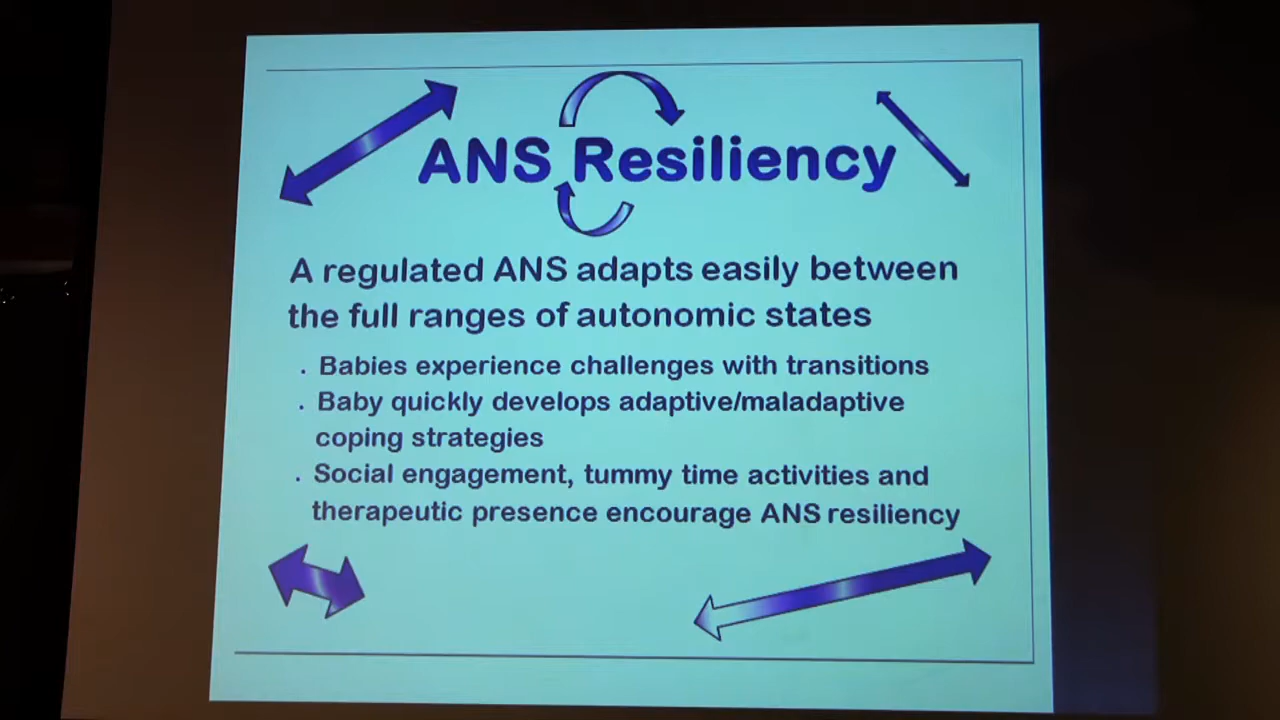 ANS Resiliency
A regulated ANS adapts easily between
the full ranges of autonomic states
. Babies experience challenges with transitions
. Baby quickly develops adaptive/maladaptive
coping strategies
. Social engagement, tummy time activities and
therapeutic presence encourage ANS resiliency